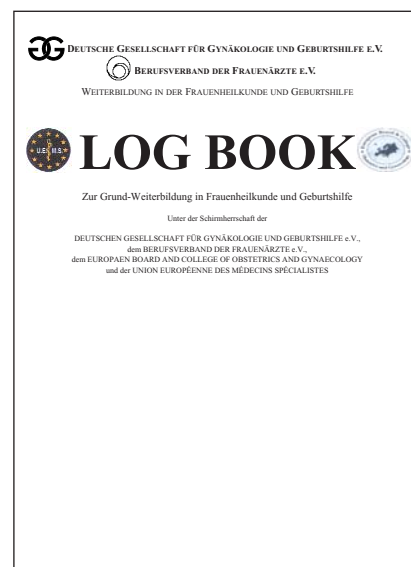 DEUTSCHE GESELLSCHAFT FÜR GYNÄKOLOGIE UND GEBURTSHILFE E.V.
BERUFSVERBAND DER FRAUENÄRZTE E.V.
WEITERBILDUNG IN DER FRAUENHEILKUNDE UND GEBURTSHILFE
U.E. M.S.
LOG BOOK
Zur Grund-Weiterbildung in Frauenheilkunde und Geburtshilfe
Unter der Schirmherrschaft der
DEUTSCHEN GESELLSCHAFT FÜR GYNÄKOLOGIE UND GEBURTSHILFE e.V.,
dem BERUFSVERBAND DER FRAUENÄRZTE e.V.,
dem EUROPAEN BOARD AND COLLEGE OF OBSTETRICS AND GYNAECOLOGY
und der UNION EUROPÉENNE DES MÉDECINS SPÉCIALISTES